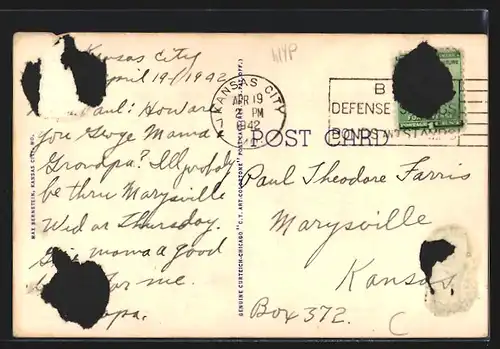 Kansas City
April 19-1942
Paul: How are
you George Mama
Grandpa? I'll probly
be thru Marysville
Wed or Thursday.
mama a good
for me.
MAX BERNSTEIN, KANSAS CITY, MO.
GENUINE CURTEICH-CHICAGO "C.T. ART-COLORTONE" POST CARD
KANSAS CITY
APR 19
PM
1942
B
DEFENSE
BONDS AND STAMPS
POST CARD
Paul Theodore Farris
Marysville
Kansas
Box 372.
C